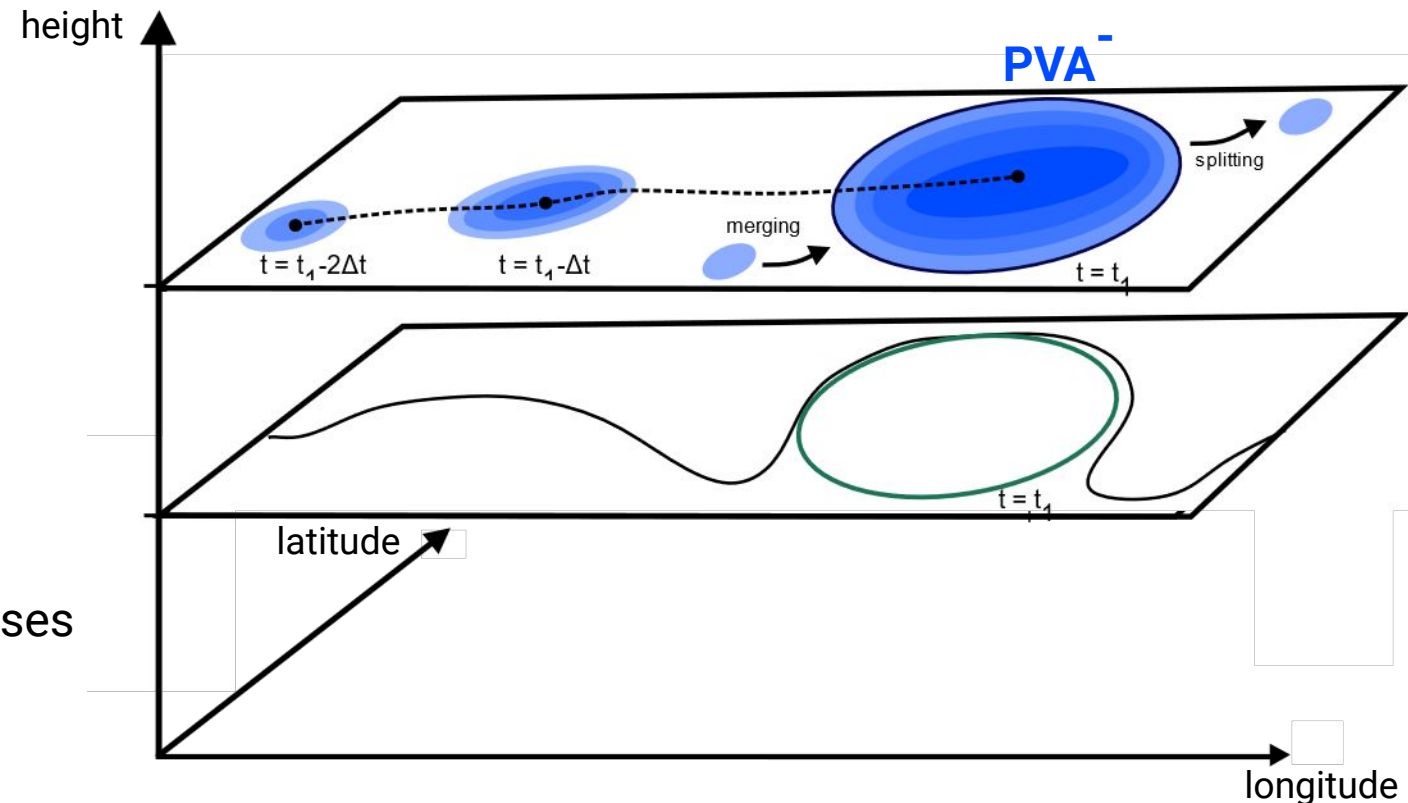 height
PVA⁻
splitting
merging
t = t₁-2Δt
t = t₁-Δt
t = t₁
t = t₁
latitude
ses
longitude